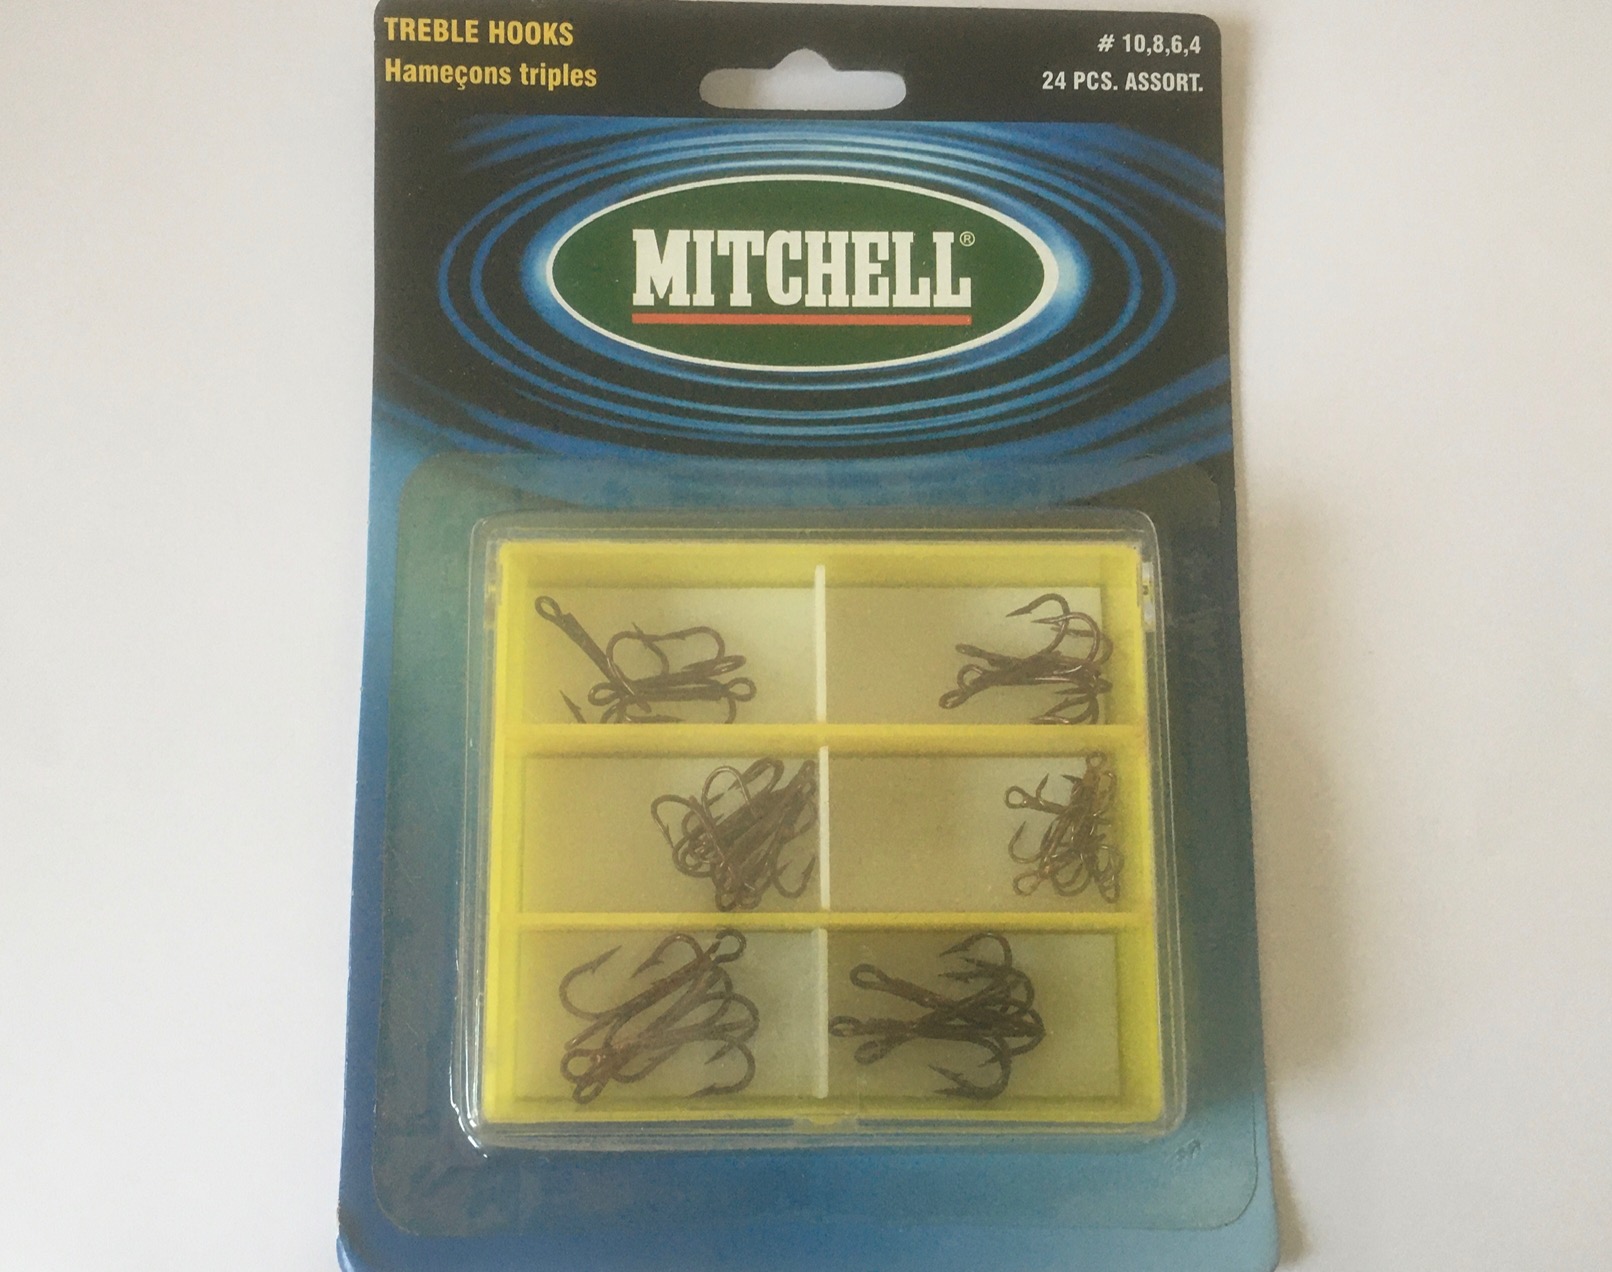 TREBLE HOOKS
Hameçons triples
# 10,8,6,4
24 PCS. ASSORT.
MITCHELL®